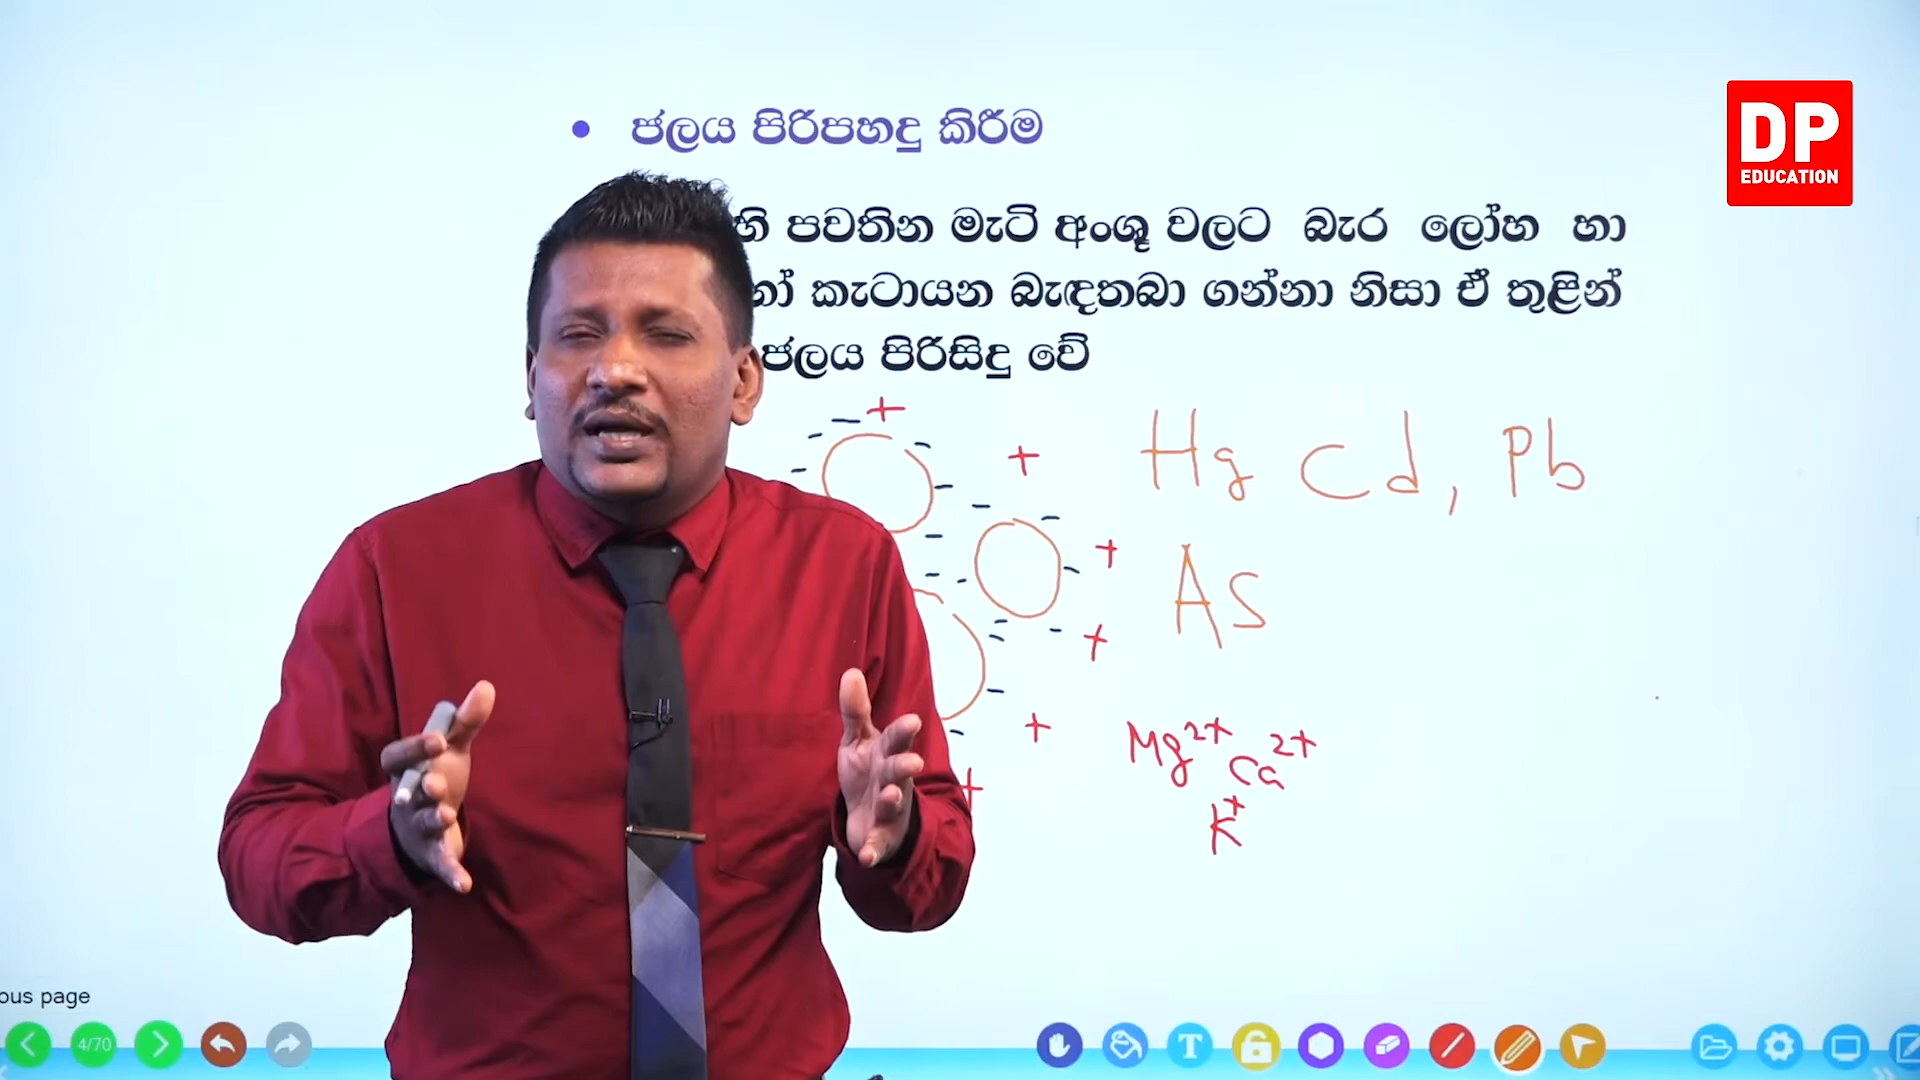 • ජලය පිරිපහදු කිරීම
DP
EDUCATION
පවතින මැටි අංශු වලට බැර ලෝහ හා
කැටායන බැඳතබා ගන්නා නිසා ඒ තුළින්
ජලය පිරිසිදු වේ
Hg Cd, Pb
As
Mg²⁺ Ca²⁺
K⁺
page
4/70
T